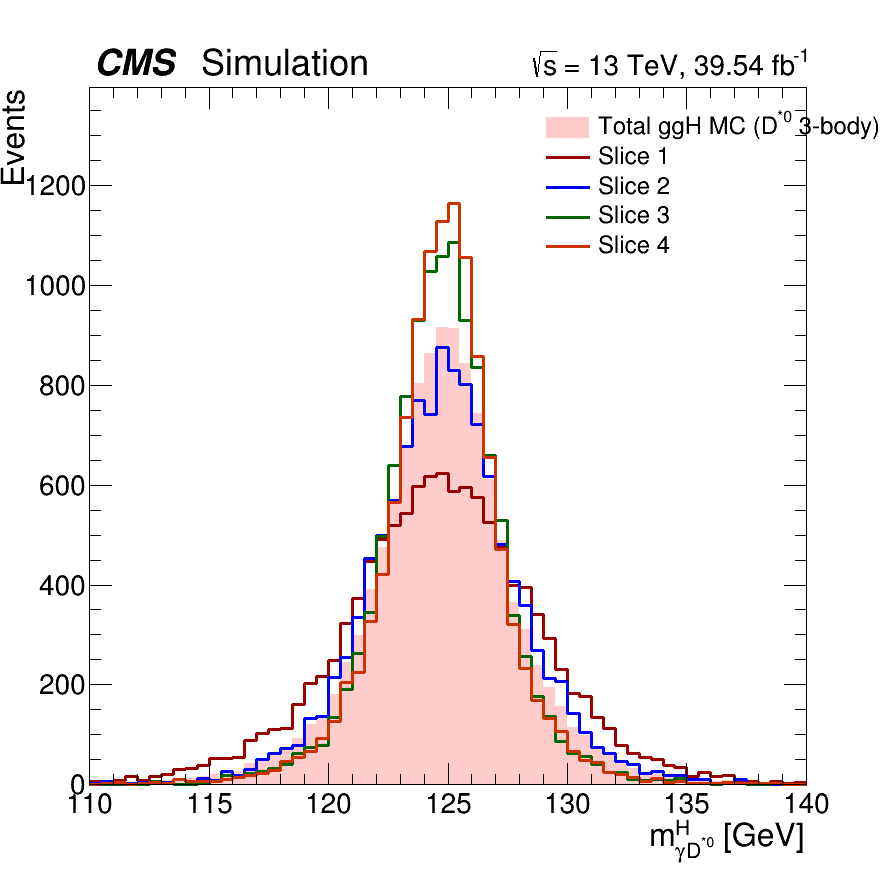 CMS Simulation
√s = 13 TeV, 39.54 fb⁻¹
Events
Total ggH MC (D*⁰ 3-body)
Slice 1
Slice 2
Slice 3
Slice 4
1200
1000
800
600
400
200
0
110 115 120 125 130 135 140
m^H_γD*⁰ [GeV]